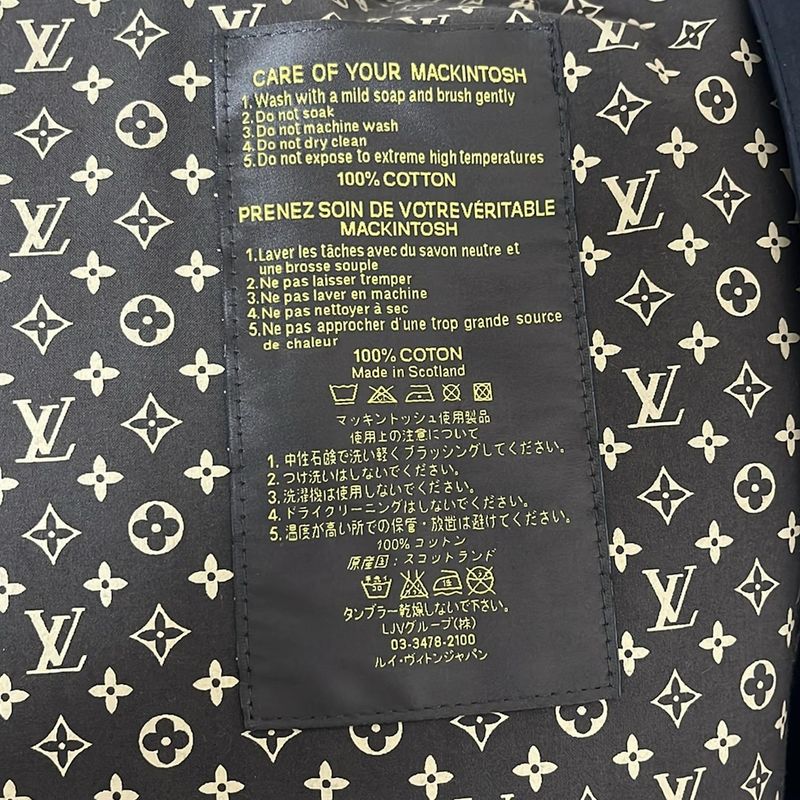 CARE OF YOUR MACKINTOSH
1. Wash with a mild soap and brush gently
2. Do not soak
3. Do not machine wash
4. Do not dry clean
5. Do not expose to extreme high temperatures
100% COTTON
PRENEZ SOIN DE VOTREVÉRITABLE
MACKINTOSH
1. Laver les tâches avec du savon neutre et
une brosse souple
2. Ne pas laisser tremper
3. Ne pas laver en machine
4. Ne pas nettoyer à sec
5. Ne pas approcher d'une trop grande source
de chaleur
100% COTON
Made in Scotland
マッキントッシュ使用製品
使用上の注意について
1. 中性石鹸で洗い軽くブラッシングしてください。
2. つけ洗いはしないでください。
3. 洗濯機は使用しないでください。
4. ドライクリーニングはしないでください。
5. 温度が高い所での保管・放置は避けてください。
100% コットン
原産国：スコットランド
タンブラー乾燥しないで下さい。
LJVグループ(株)
03-3478-2100
ルイ・ヴィトンジャパン